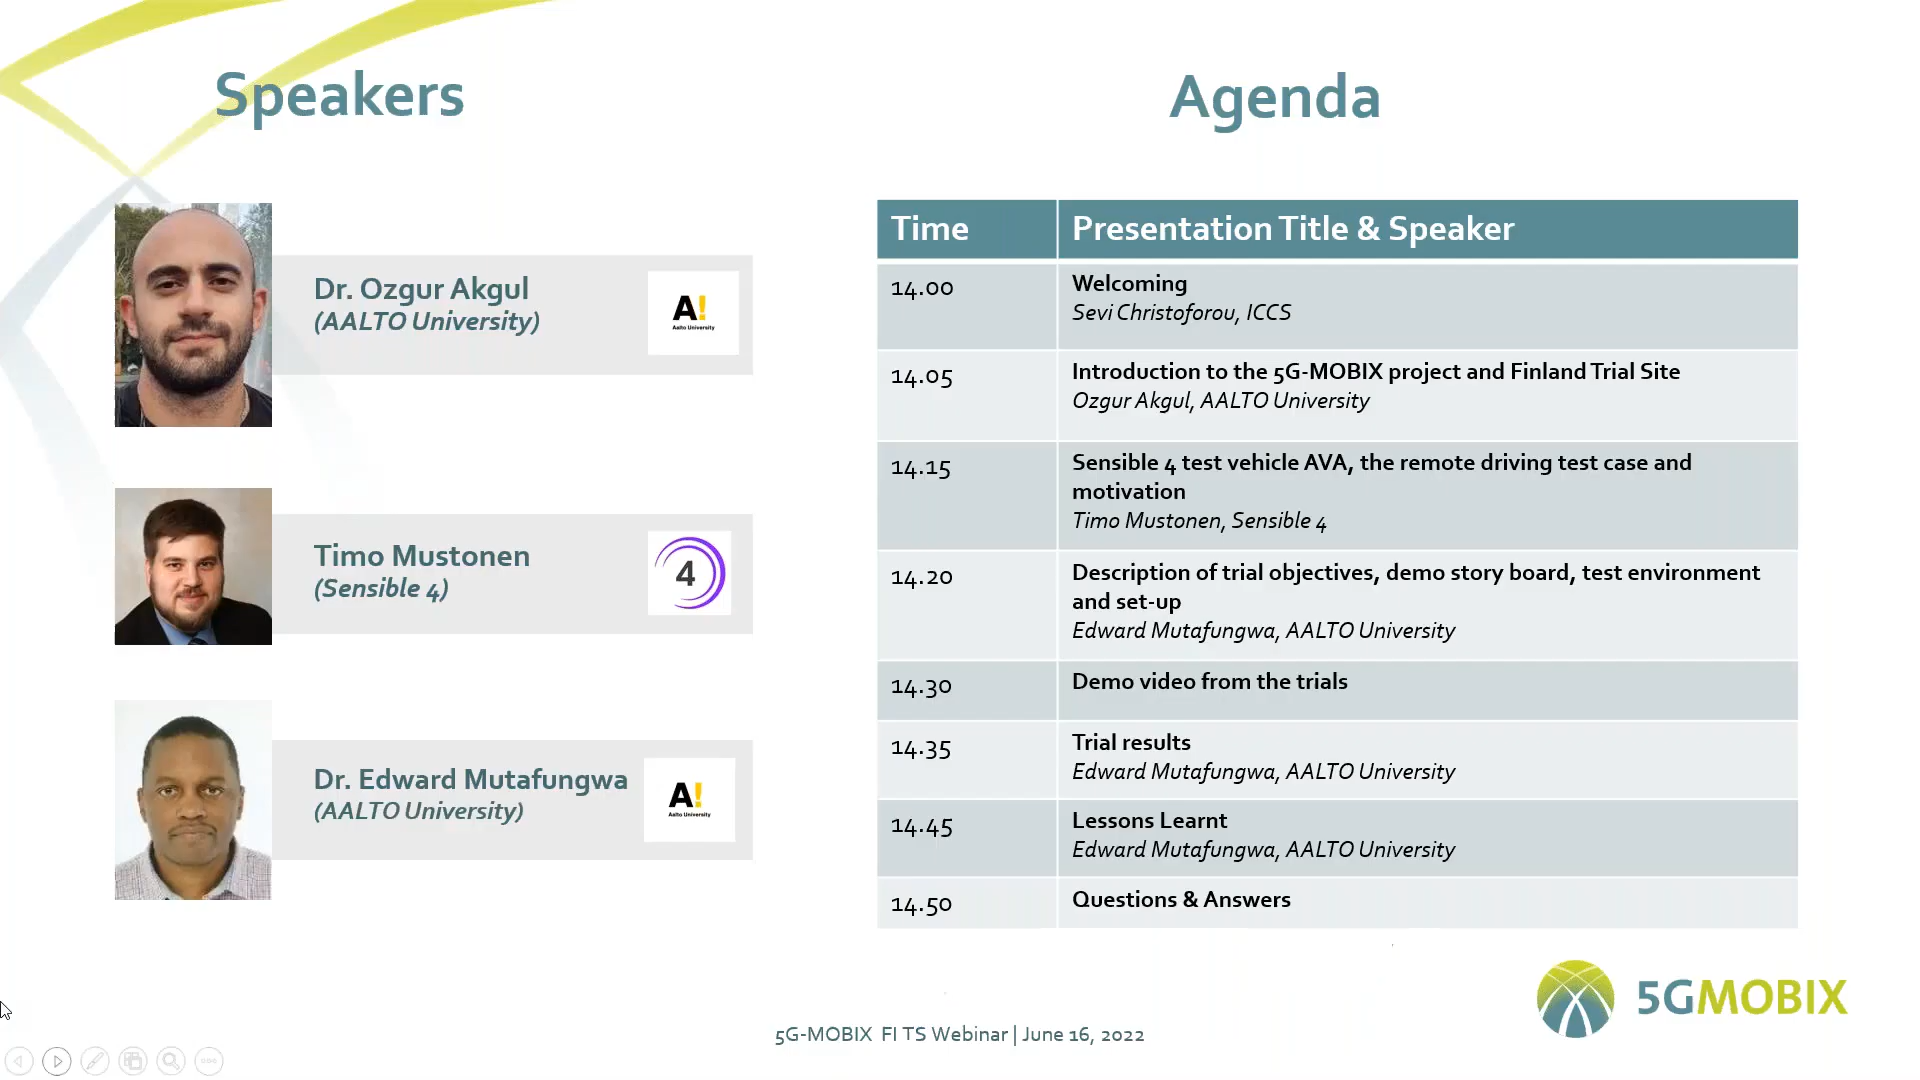 Speakers
Dr. Ozgur Akgul
(AALTO University)
A!
Aalto University
Timo Mustonen
(Sensible 4)
4
Dr. Edward Mutafungwa
(AALTO University)
A!
Aalto University
Agenda
Time
Presentation Title & Speaker
14.00
Welcoming
Sevi Christoforou, ICCS
14.05
Introduction to the 5G-MOBIX project and Finland Trial Site
Ozgur Akgul, AALTO University
14.15
Sensible 4 test vehicle AVA, the remote driving test case and
motivation
Timo Mustonen, Sensible 4
14.20
Description of trial objectives, demo story board, test environment
and set-up
Edward Mutafungwa, AALTO University
14.30
Demo video from the trials
14.35
Trial results
Edward Mutafungwa, AALTO University
14.45
Lessons Learnt
Edward Mutafungwa, AALTO University
14.50
Questions & Answers
5GMOBIX
5G-MOBIX FI TS Webinar | June 16, 2022